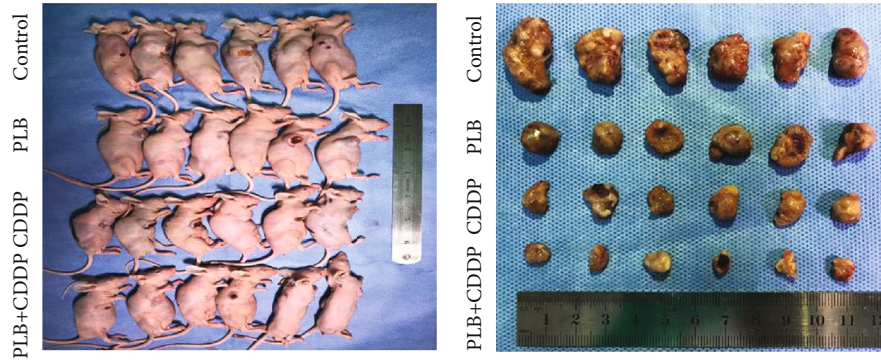 Control
PLB
CDDP
PLB+CDDP
Control
PLB
CDDP
PLB+CDDP
1 2 3 4 5 6 7 8 9 10 11